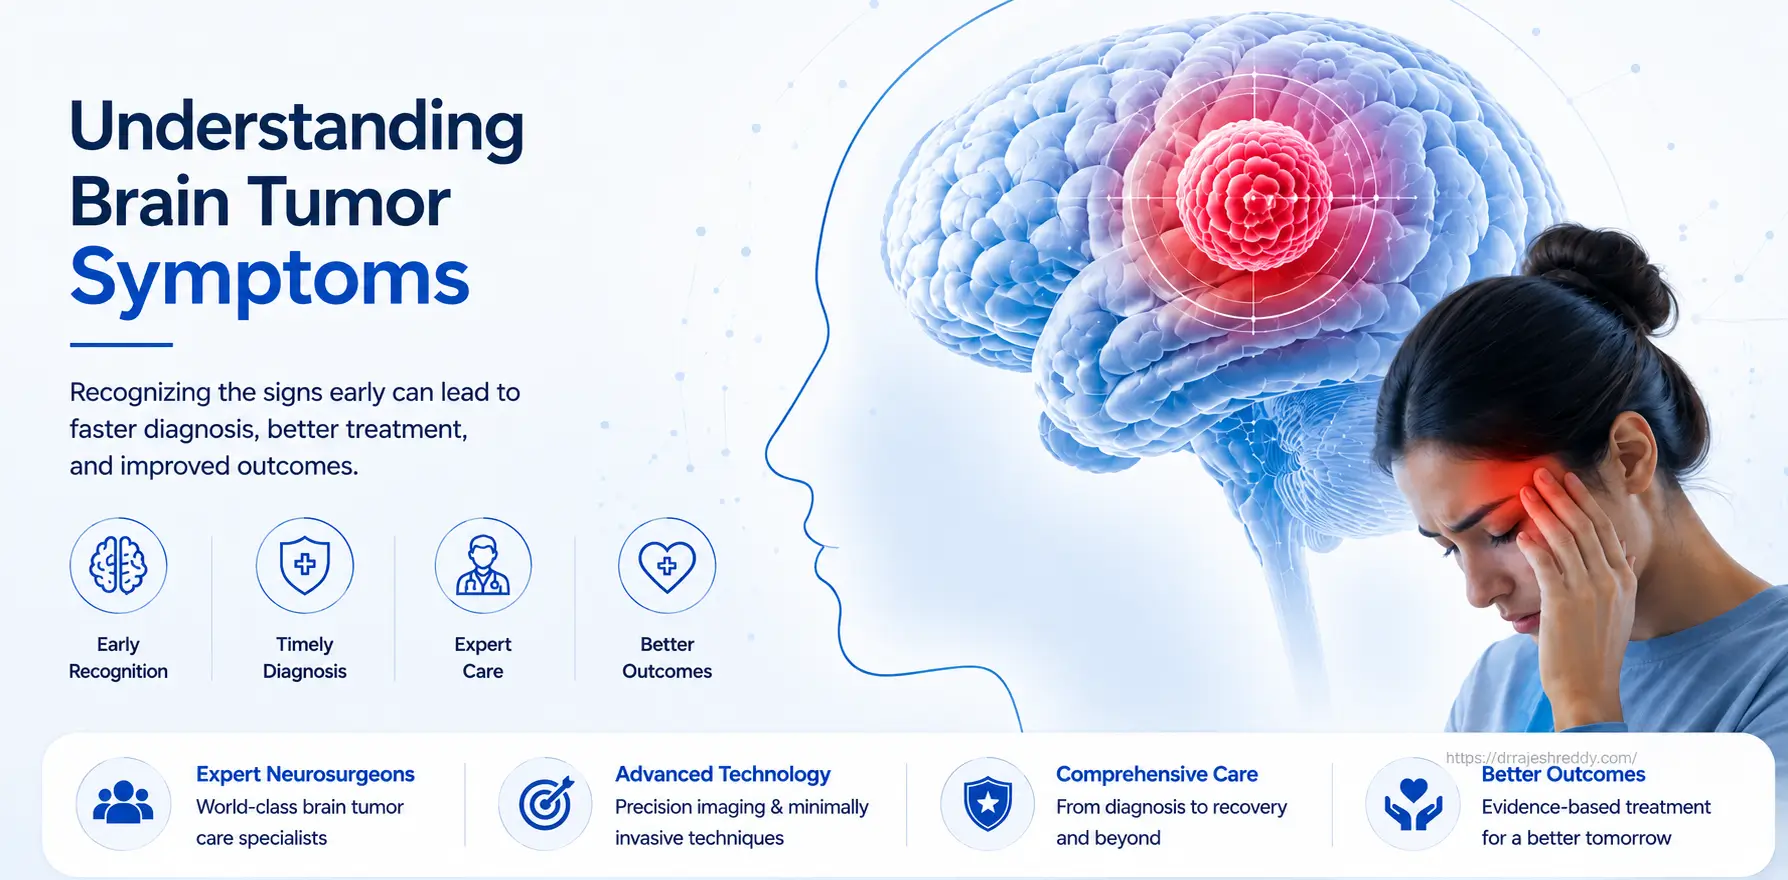 Understanding
Brain Tumor
Symptoms
Recognizing the signs early can lead to
faster diagnosis, better treatment,
and improved outcomes.
Early
Recognition
Timely
Diagnosis
Expert
Care
Better
Outcomes
Expert Neurosurgeons
World-class brain tumor
care specialists
Advanced Technology
Precision imaging & minimally
invasive techniques
Comprehensive Care
From diagnosis to recovery
and beyond
https://drrajeshreddy.com/
Better Outcomes
Evidence-based treatment
for a better tomorrow